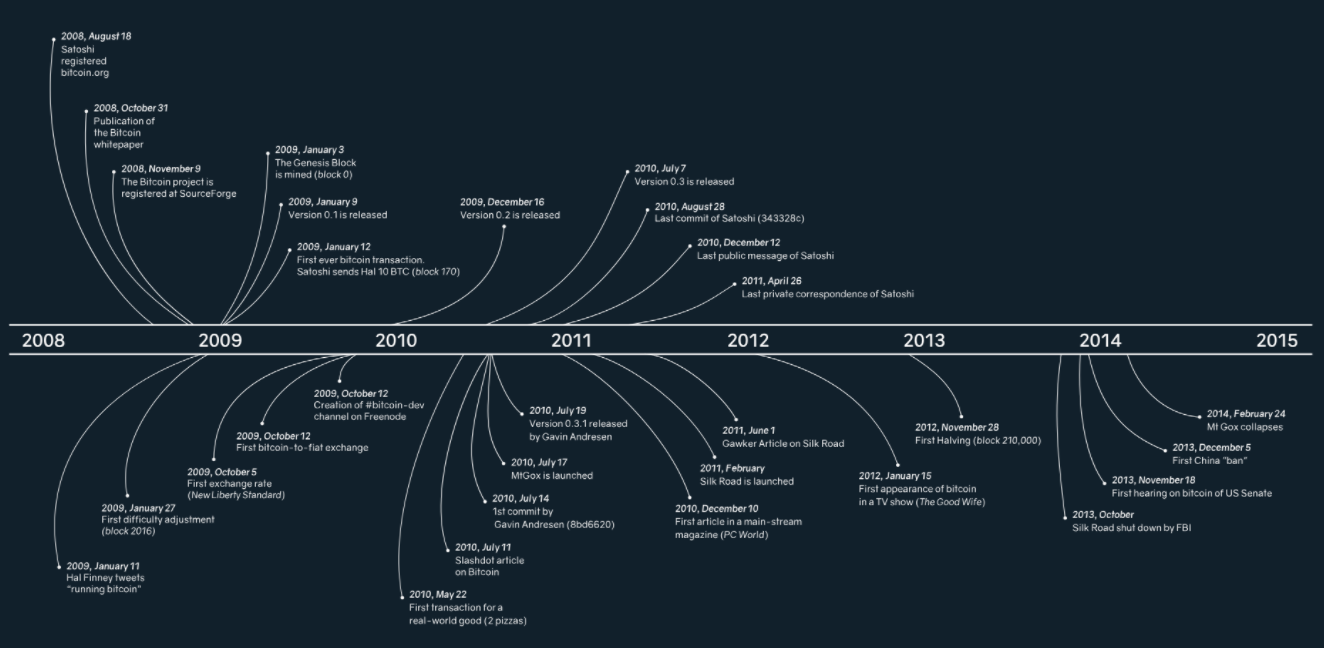 2008, August 18
Satoshi
registered
bitcoin.org
2008, October 31
Publication of
the Bitcoin
whitepaper
2008, November 9
The Bitcoin project is
registered at SourceForge
2009, January 3
The Genesis Block
is mined (block 0)
2009, January 9
Version 0.1 is released
2009, January 12
First ever bitcoin transaction.
Satoshi sends Hal 10 BTC (block 170)
2009, December 16
Version 0.2 is released
2010, July 7
Version 0.3 is released
2010, August 28
Last commit of Satoshi (343328c)
2010, December 12
Last public message of Satoshi
2011, April 26
Last private correspondence of Satoshi
2008 2009 2010 2011 2012 2013 2014 2015
2009, January 11
Hal Finney tweets
"running bitcoin"
2009, January 27
First difficulty adjustment
(block 2016)
2009, October 5
First exchange rate
(New Liberty Standard)
2009, October 12
First bitcoin-to-fiat exchange
2009, October 12
Creation of #bitcoin-dev
channel on Freenode
2010, May 22
First transaction for a
real-world good (2 pizzas)
2010, July 11
Slashdot article
on Bitcoin
2010, July 14
1st commit by
Gavin Andresen (8bd6620)
2010, July 17
MtGox is launched
2010, July 19
Version 0.3.1 released
by Gavin Andresen
2010, December 10
First article in a main-stream
magazine (PC World)
2011, February
Silk Road is launched
2011, June 1
Gawker Article on Silk Road
2012, January 15
First appearance of bitcoin
in a TV show (The Good Wife)
2012, November 28
First Halving (block 210,000)
2013, October
Silk Road shut down by FBI
2013, November 18
First hearing on bitcoin of US Senate
2013, December 5
First China "ban"
2014, February 24
Mt Gox collapses